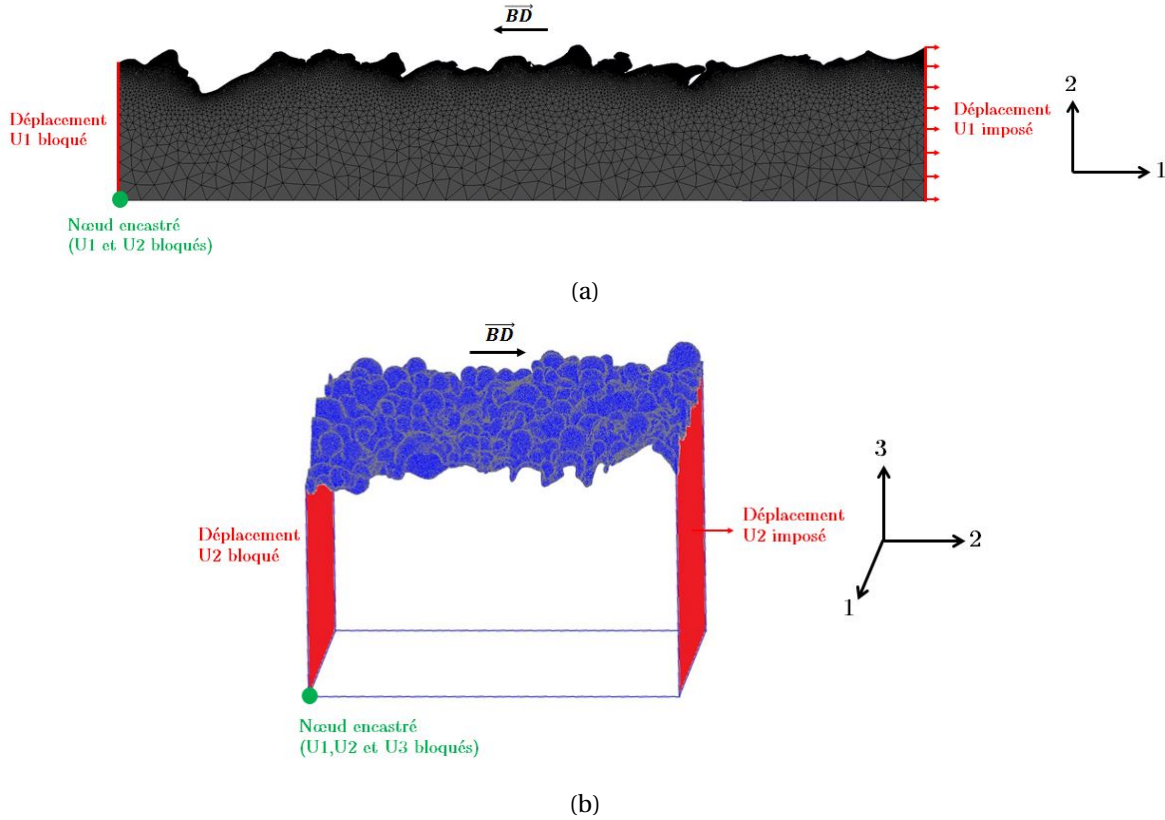 BD
2
Déplacement
U1 bloqué
Déplacement
U1 imposé
1
Nœud encastré
(U1 et U2 bloqués)
(a)
BD
3
Déplacement
U2 bloqué
Déplacement
U2 imposé
2
1
Nœud encastré
(U1,U2 et U3 bloqués)
(b)